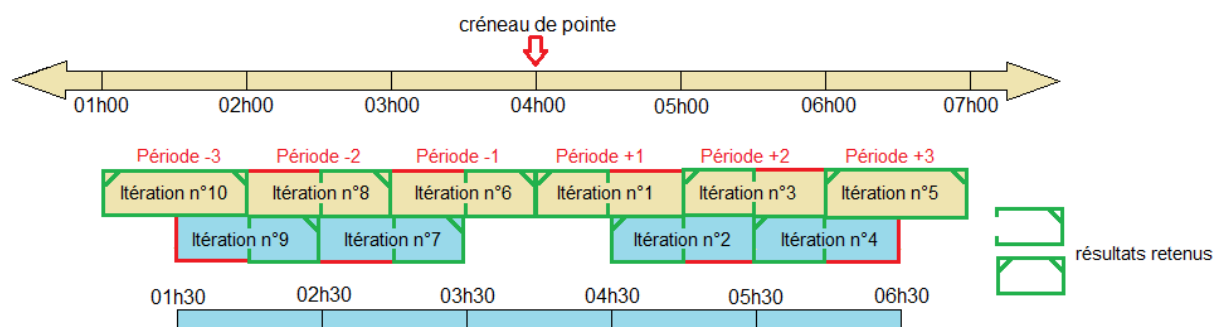 créneau de pointe
01h00 02h00 03h00 04h00 05h00 06h00 07h00
Période -3 Période -2 Période -1 Période +1 Période +2 Période +3
Itération n°10 Itération n°8 Itération n°6 Itération n°1 Itération n°3 Itération n°5
Itération n°9 Itération n°7 Itération n°2 Itération n°4
résultats retenus
01h30 02h30 03h30 04h30 05h30 06h30